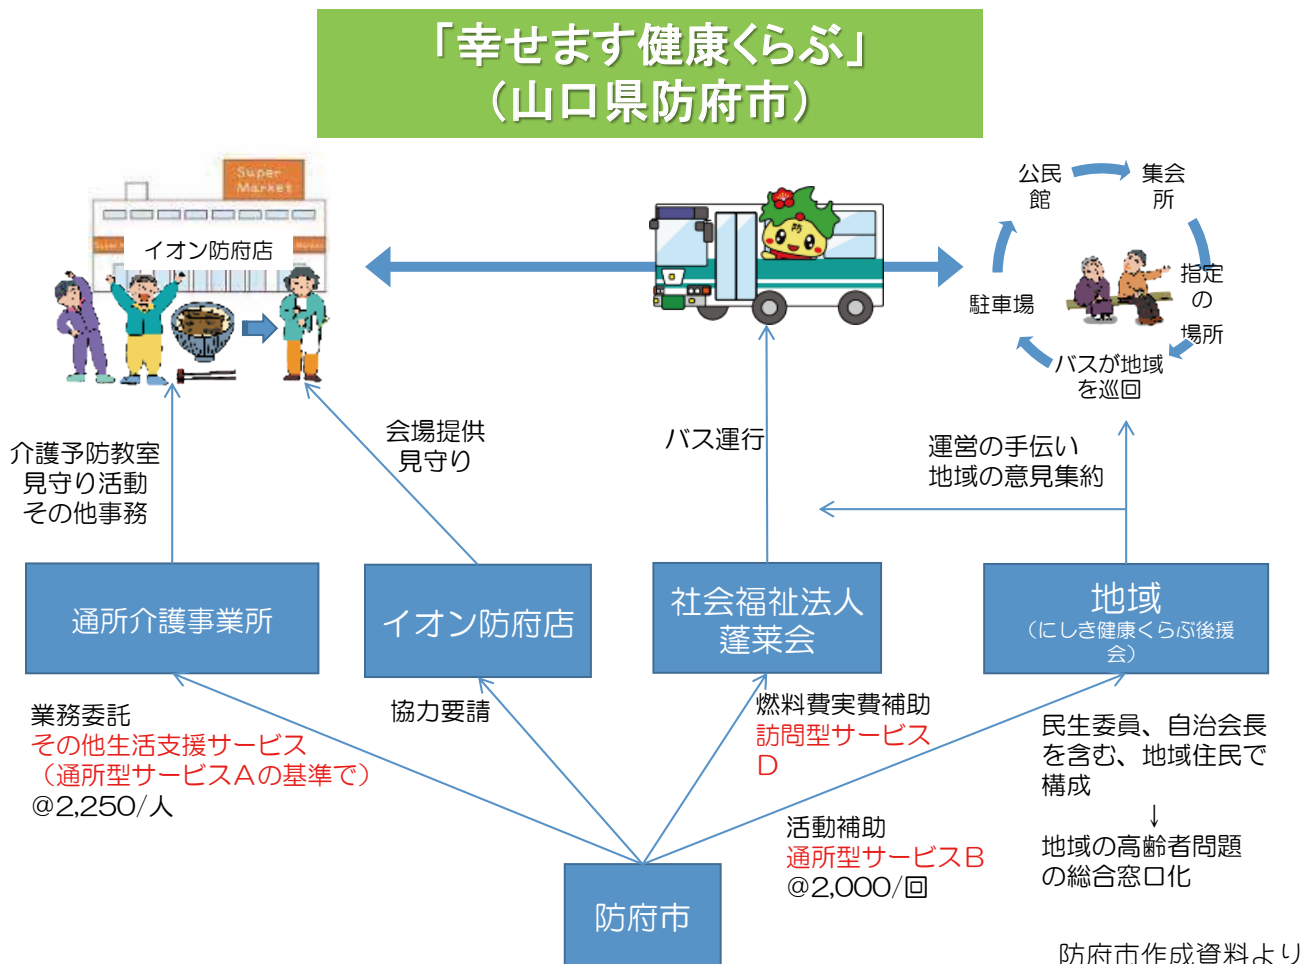 「幸せます健康くらぶ」
（山口県防府市）
Super
Market
イオン防府店
防
公民
館
集会
所
指定
の
場所
駐車場
バスが地域
を巡回
介護予防教室
見守り活動
その他事務
会場提供
見守り
バス運行
運営の手伝い
地域の意見集約
通所介護事業所
イオン防府店
社会福祉法人
蓬莱会
地域
（にしき健康くらぶ後援
会）
業務委託
その他生活支援サービス
（通所型サービスAの基準で）
@2,250/人
協力要請
燃料費実費補助
訪問型サービス
D
民生委員、自治会長
を含む、地域住民で
構成
↓
地域の高齢者問題
の総合窓口化
活動補助
通所型サービスB
@2,000/回
防府市
防府市作成資料より